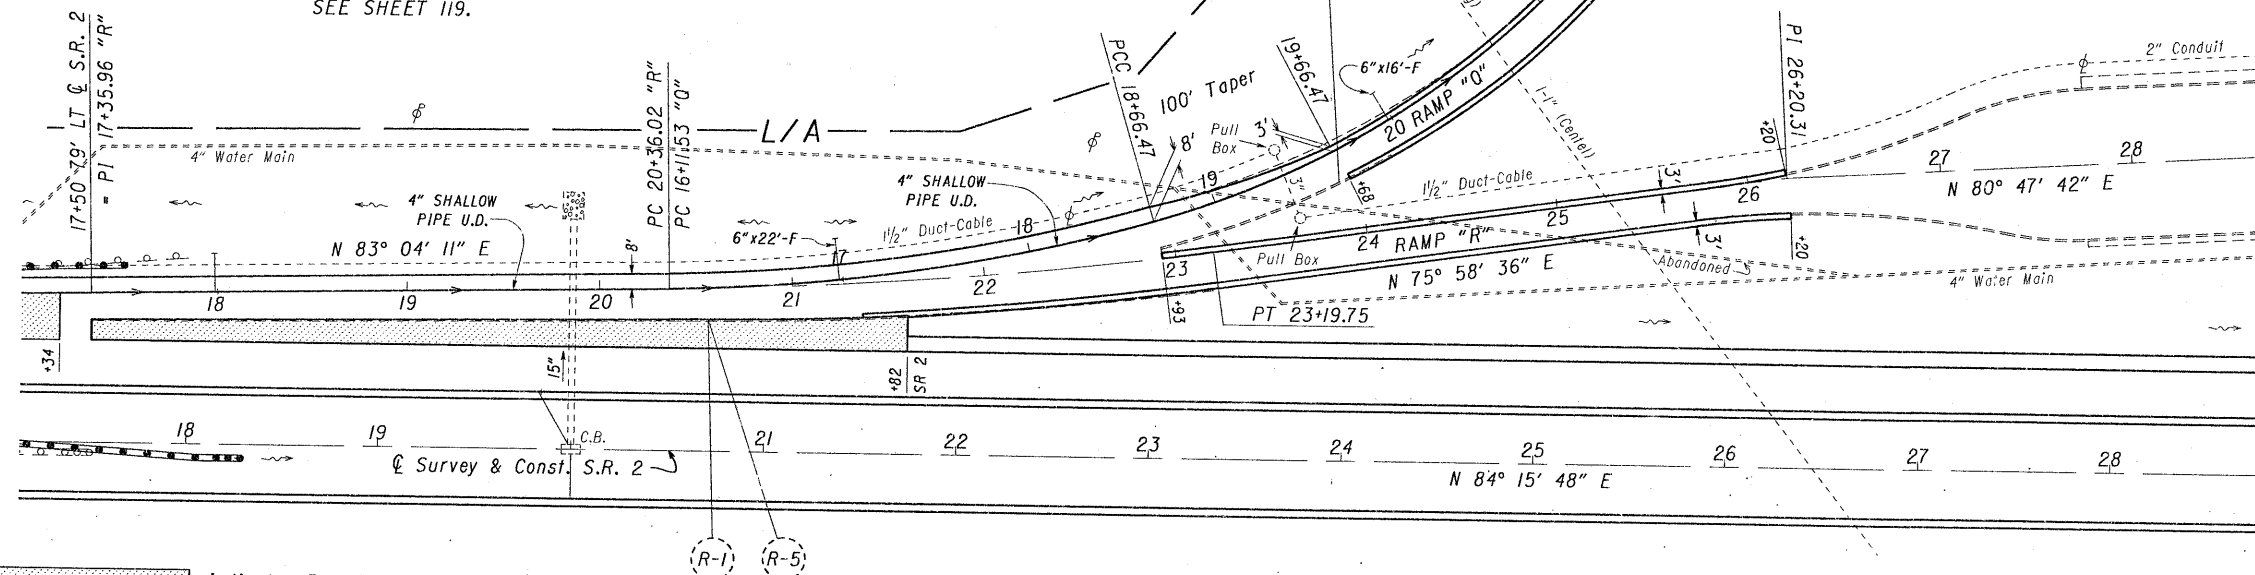 SEE SHEET 119.
17+50 79' LT ℄ S.R. 2
= PI 17+35.96 "R"
PC 20+36.02 "R"
PC 16+11.53 "Q"
L/A
4" Water Main
4" SHALLOW
PIPE U.D.
N 83° 04' 11" E
8'
6"x22'-F
17
1½" Duct-Cable
18
4" SHALLOW
PIPE U.D.
PCC 18+66.47
100' Taper
8'
3'
Pull
Box
3"
19
19+66.47
6"x16'-F
20 RAMP "Q"
+68
1-1" (Centel)
1½" Duct-Cable
3'
PI 26+20.31
+20
2" Conduit
27
28
N 80° 47' 42" E
18
19
20
21
22
23
24
RAMP "R"
25
26
3'
+20
Pull Box
N 75° 58' 36" E
Abandoned
4" Water Main
+93
PT 23+19.75
+34
15"
+82
SR 2
18
19
C.B.
21
22
23
24
25
26
27
28
℄ Survey & Const. S.R. 2
N 84° 15' 48" E
R-1
R-5